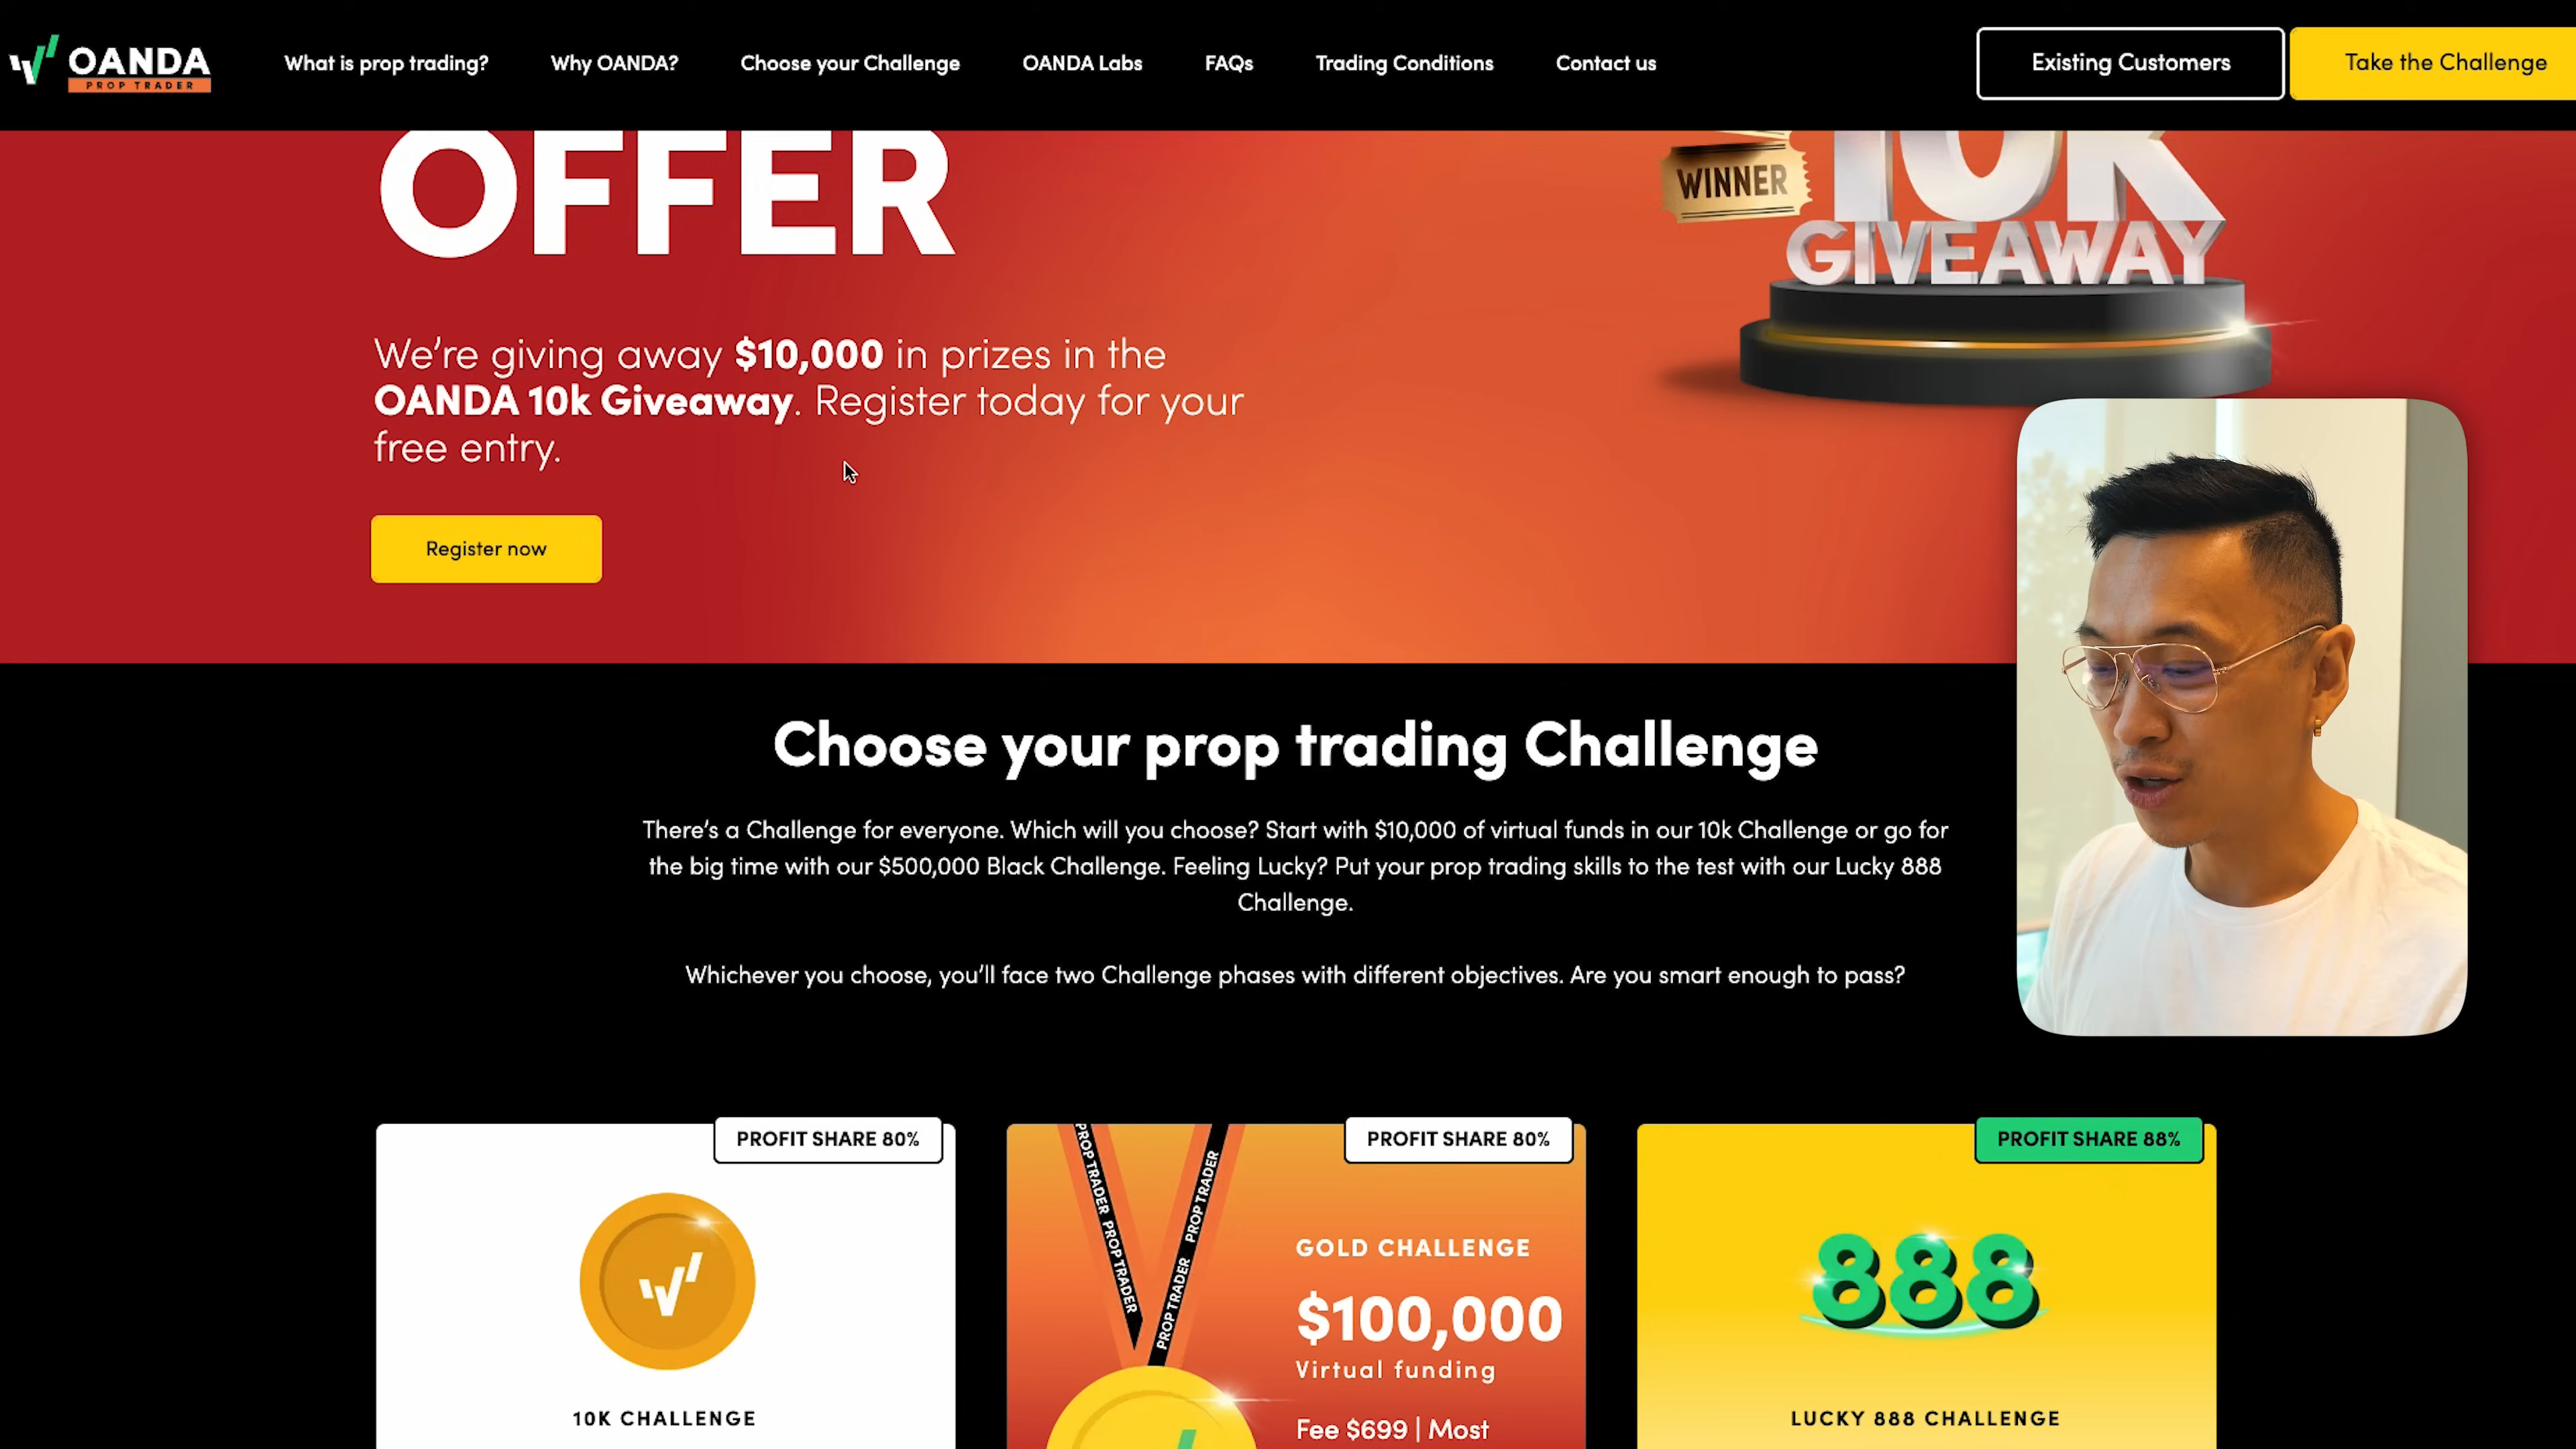 OANDA
PROP TRADER
What is prop trading?
Why OANDA?
Choose your Challenge
OANDA Labs
FAQs
Trading Conditions
Contact us
Existing Customers
Take the Challenge
OFFER
WINNER
10K
GIVEAWAY
We're giving away $10,000 in prizes in the
OANDA 10k Giveaway. Register today for your
free entry.
Register now
Choose your prop trading Challenge
There's a Challenge for everyone. Which will you choose? Start with $10,000 of virtual funds in our 10k Challenge or go for
the big time with our $500,000 Black Challenge. Feeling Lucky? Put your prop trading skills to the test with our Lucky 888
Challenge.
Whichever you choose, you'll face two Challenge phases with different objectives. Are you smart enough to pass?
PROFIT SHARE 80%
10K CHALLENGE
PROFIT SHARE 80%
PROP TRADER PROP TRADER
PROP TRADER PROP TRADER
GOLD CHALLENGE
$100,000
Virtual funding
Fee $699 | Most
PROFIT SHARE 88%
888
LUCKY 888 CHALLENGE